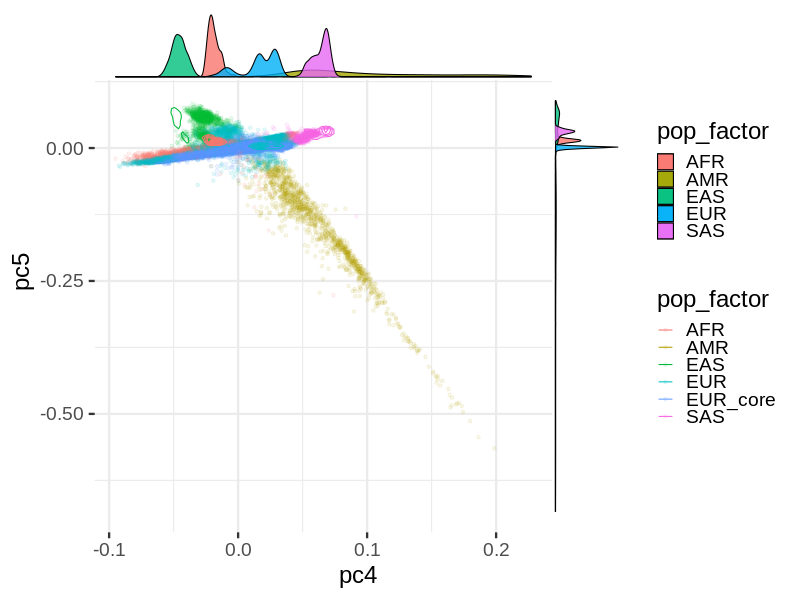 pop_factor
AFR
AMR
EAS
EUR
SAS
pop_factor
AFR
AMR
EAS
EUR
EUR_core
SAS
pc5
0.00
-0.25
-0.50
-0.1
0.0
0.1
0.2
pc4